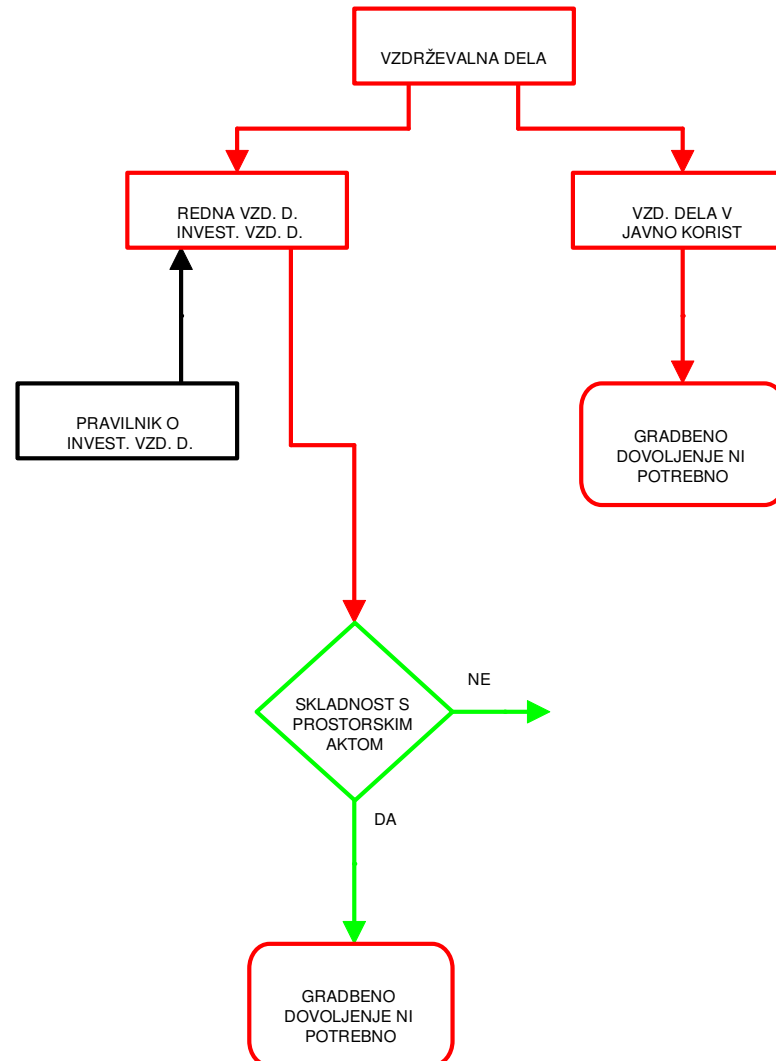 VZDRŽEVALNA DELA
REDNA VZD. D.
INVEST. VZD. D.
VZD. DELA V
JAVNO KORIST
PRAVILNIK O
INVEST. VZD. D.
GRADBENO
DOVOLJENJE NI
POTREBNO
SKLADNOST S
PROSTORSKIM
AKTOM
NE
DA
GRADBENO
DOVOLJENJE NI
POTREBNO